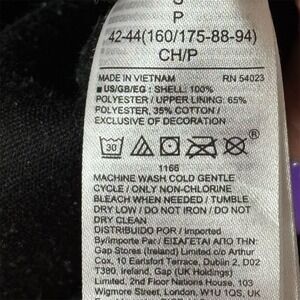 P
42-44(160/175-88-94)
CH/P
MADE IN VIETNAM RN 54023
■ US/GB/EG : SHELL: 100%
POLYESTER / UPPER LINING: 65%
POLYESTER, 35% COTTON /
EXCLUSIVE OF DECORATION
30
®
1166
MACHINE WASH COLD GENTLE
CYCLE / ONLY NON-CHLORINE
BLEACH WHEN NEEDED / TUMBLE
DRY LOW / DO NOT IRON / DO NOT
DRY CLEAN
DISTRIBUIDO POR / Imported
By/Importe Par / ΕΙΣΑΓΕΤΑΙ ΑΠΟ ΤΗΝ:
Gap Stores (Ireland) Limited c/o Arthur
Cox, 10 Earlsfort Terrace, Dublin 2, D02
T380, Ireland, Gap (UK Holdings)
Limited, 2nd Floor Nations House, 103
Wigmore Street, London, W1U 1QS, UK